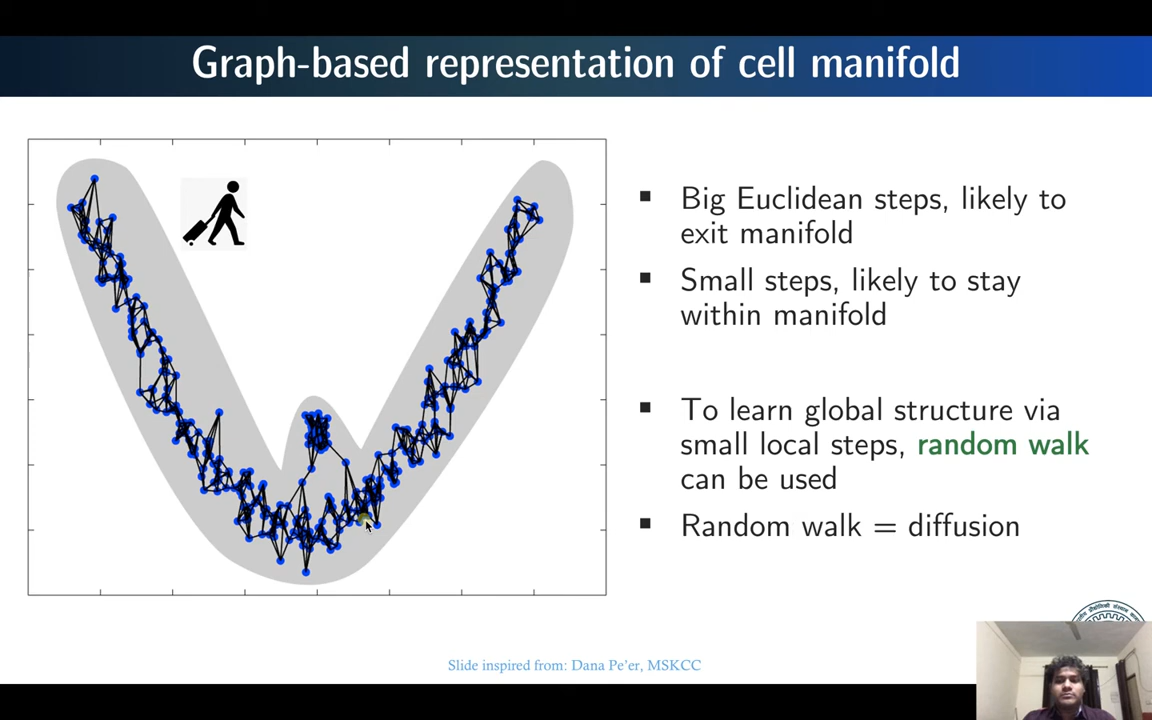 Graph-based representation of cell manifold
▪ Big Euclidean steps, likely to
exit manifold
▪ Small steps, likely to stay
within manifold
▪ To learn global structure via
small local steps, random walk
can be used
▪ Random walk = diffusion
Slide inspired from: Dana Pe'er, MSKCC